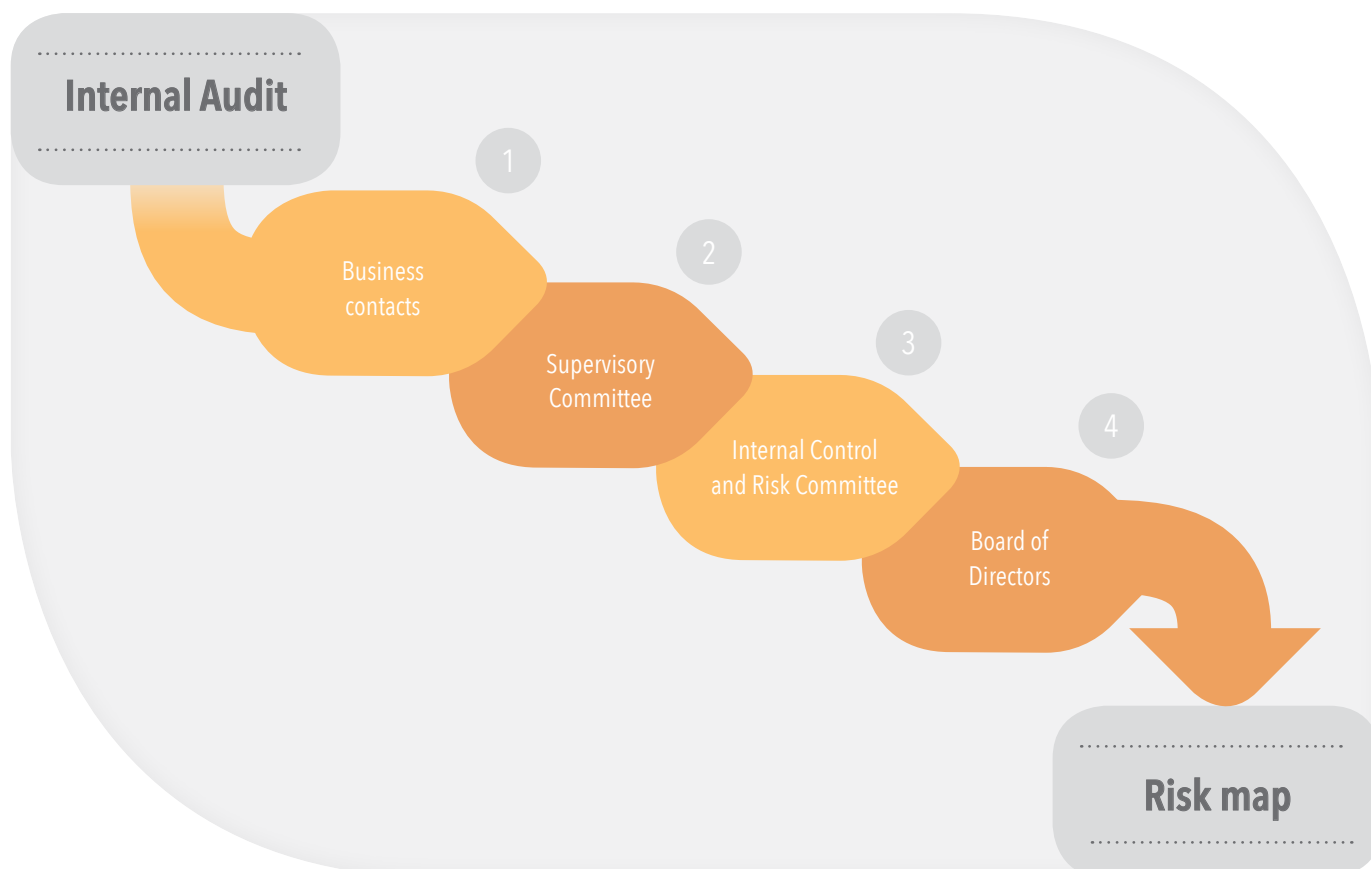 Internal Audit
1
Business
contacts
2
Supervisory
Committee
3
Internal Control
and Risk Committee
4
Board of
Directors
Risk map